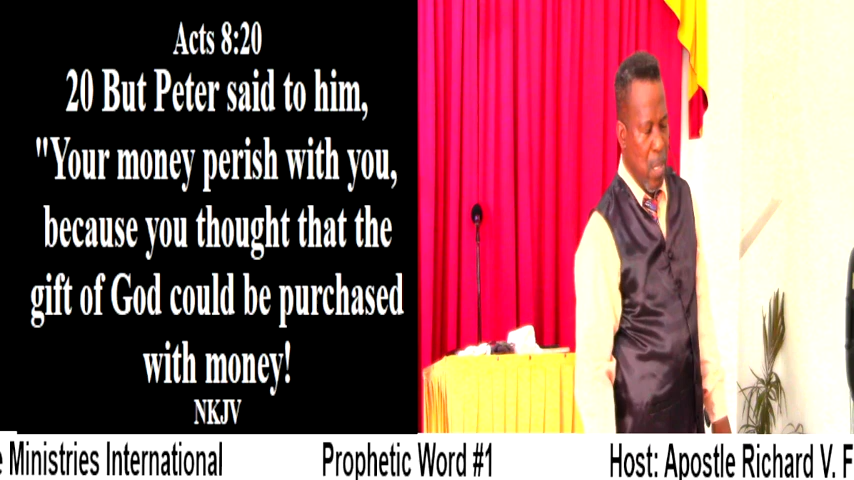 Acts 8:20
20 But Peter said to him,
"Your money perish with you,
because you thought that the
gift of God could be purchased
with money!
NKJV
Ministries International Prophetic Word #1 Host: Apostle Richard V. F